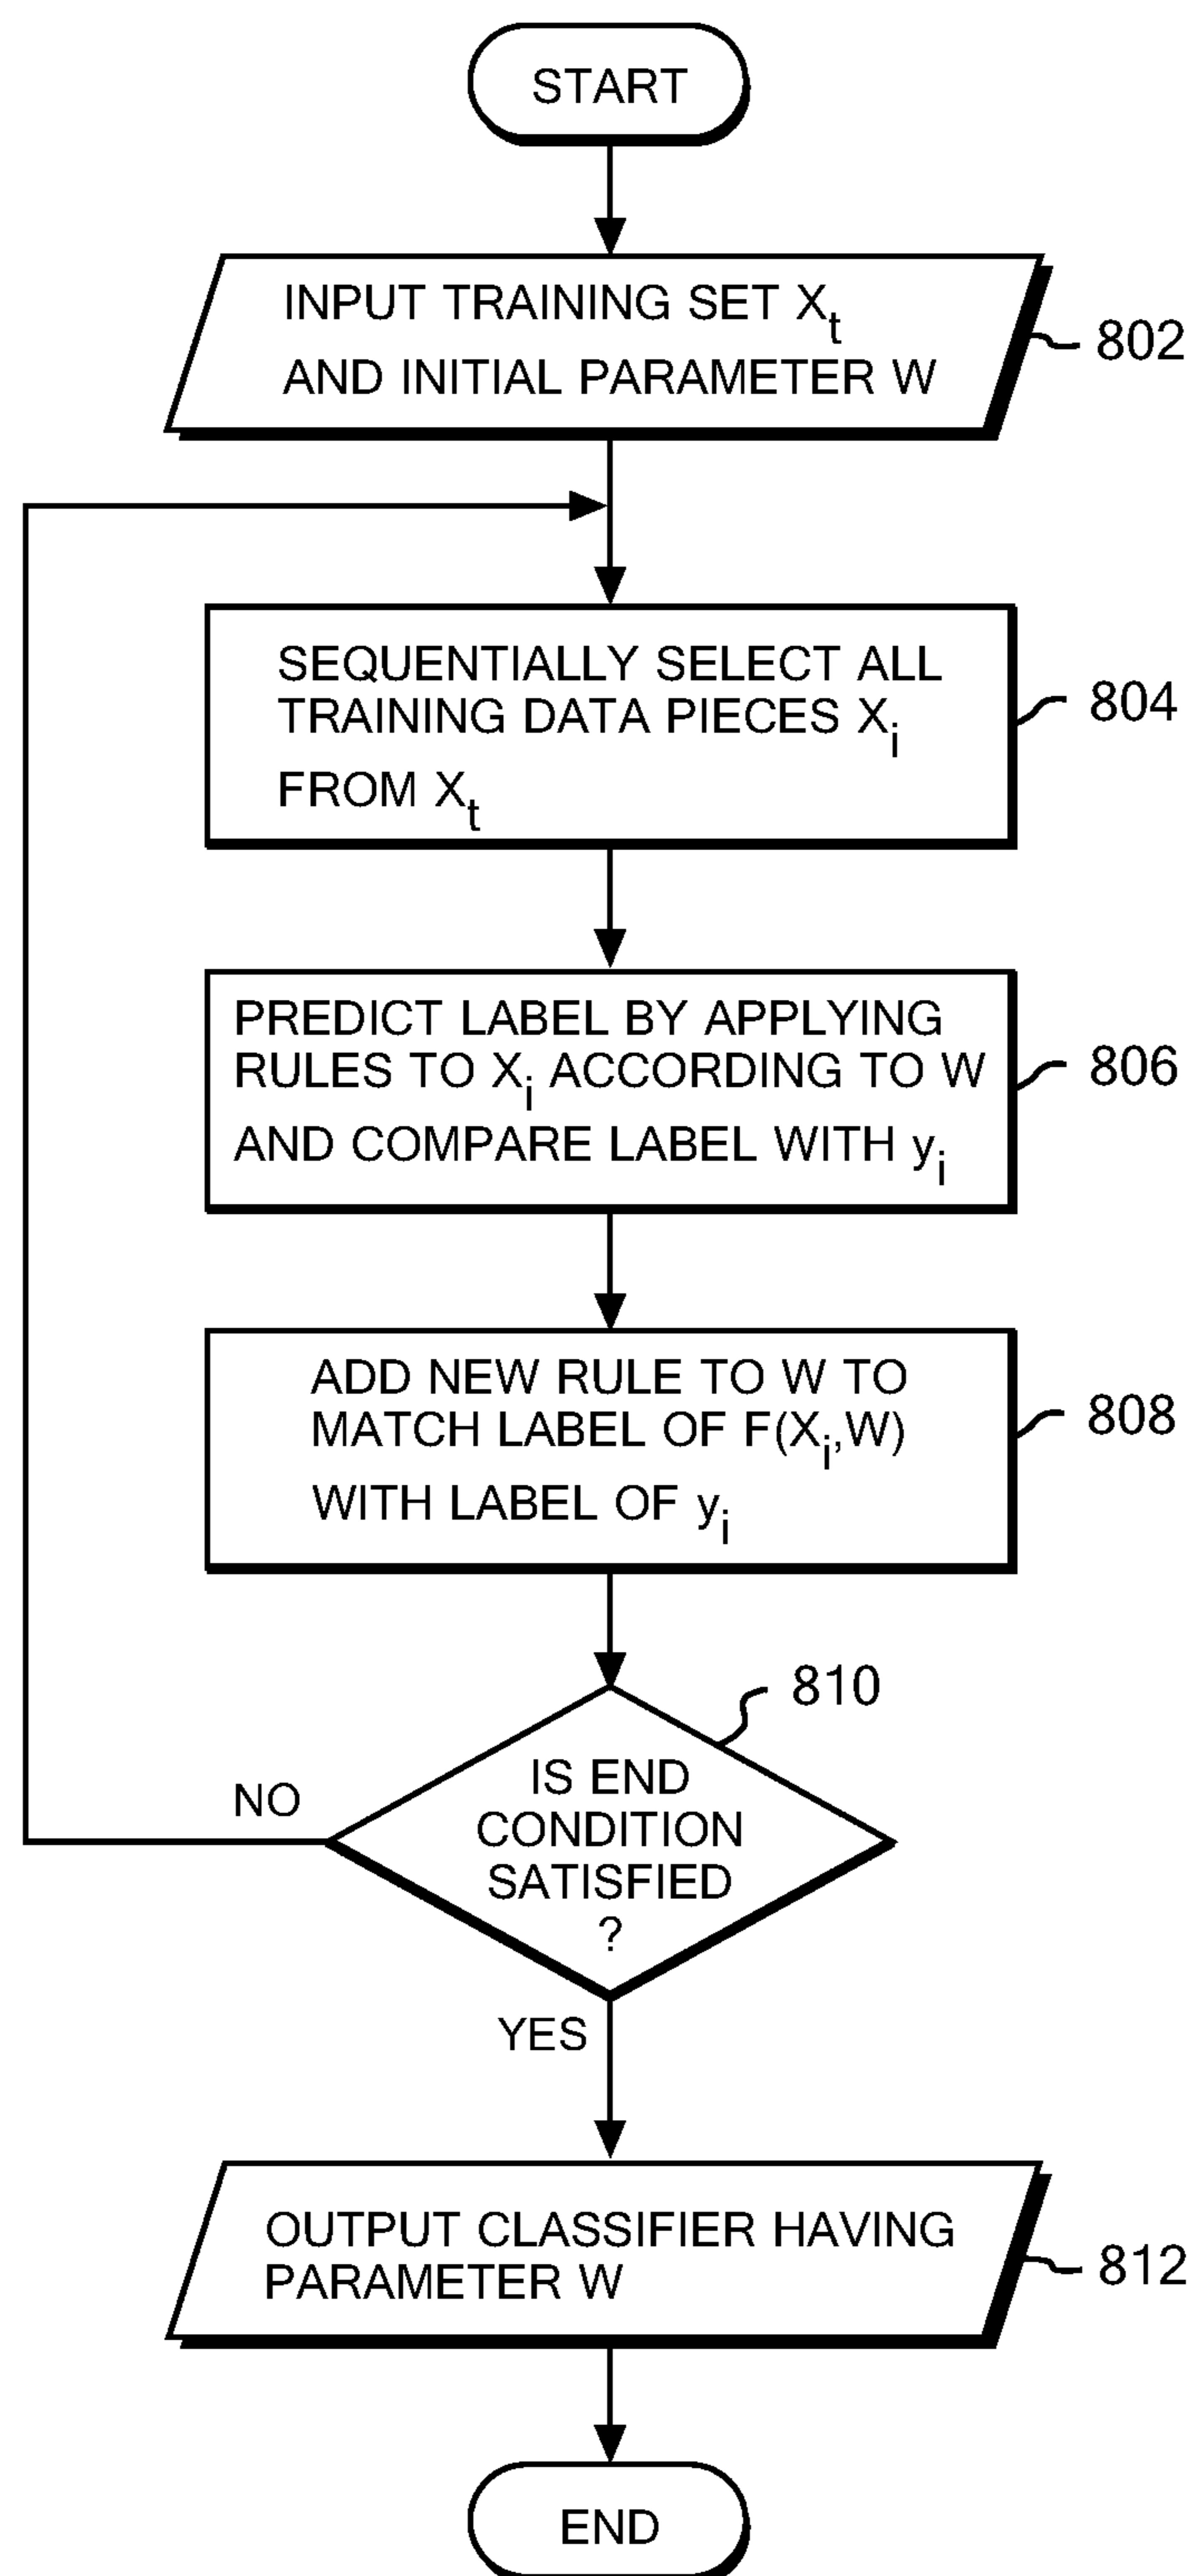 START
INPUT TRAINING SET Xt
AND INITIAL PARAMETER W
802
SEQUENTIALLY SELECT ALL
TRAINING DATA PIECES Xi
FROM Xt
804
PREDICT LABEL BY APPLYING
RULES TO Xi ACCORDING TO W
AND COMPARE LABEL WITH yi
806
ADD NEW RULE TO W TO
MATCH LABEL OF F(Xi,W)
WITH LABEL OF yi
808
810
IS END
CONDITION
SATISFIED
?
NO
YES
OUTPUT CLASSIFIER HAVING
PARAMETER W
812
END